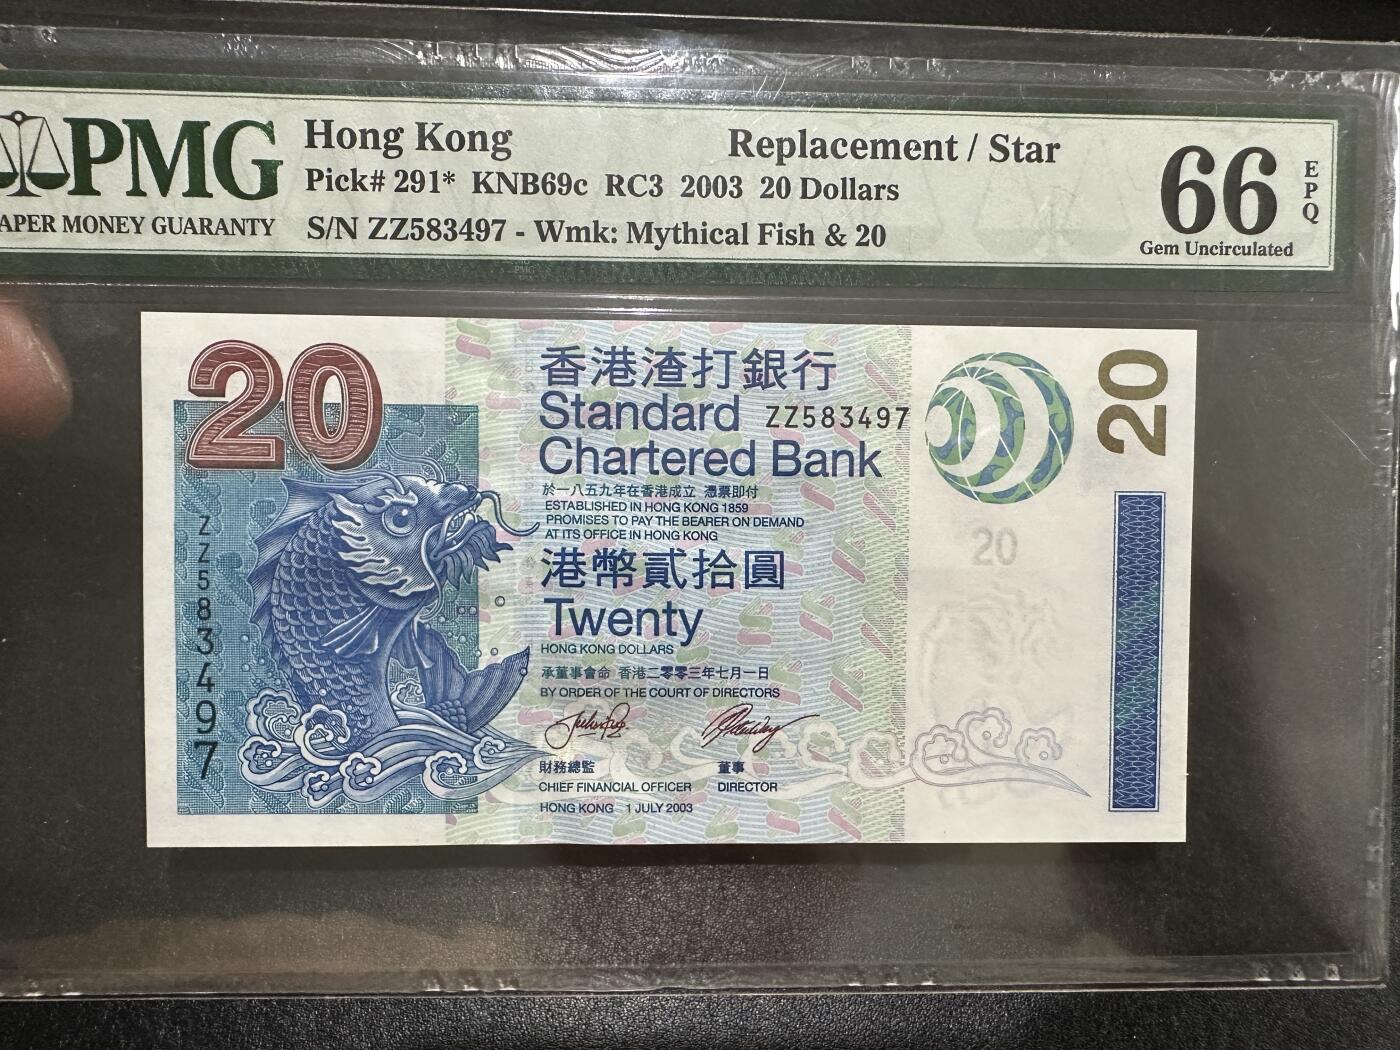 PMG
PAPER MONEY GUARANTY
Hong Kong Replacement / Star
Pick# 291* KNB69c RC3 2003 20 Dollars
S/N ZZ583497 - Wmk: Mythical Fish & 20
66
EPQ
Gem Uncirculated
20
香港渣打銀行
Standard
Chartered Bank
ZZ583497
於一八五九年在香港成立 憑票即付
ESTABLISHED IN HONG KONG 1859
PROMISES TO PAY THE BEARER ON DEMAND
AT ITS OFFICE IN HONG KONG
港幣貳拾圓
Twenty
HONG KONG DOLLARS
承董事會命 香港二零零三年七月一日
BY ORDER OF THE COURT OF DIRECTORS
財務總監 董事
CHIEF FINANCIAL OFFICER DIRECTOR
HONG KONG 1 JULY 2003
ZZ583497
20
20